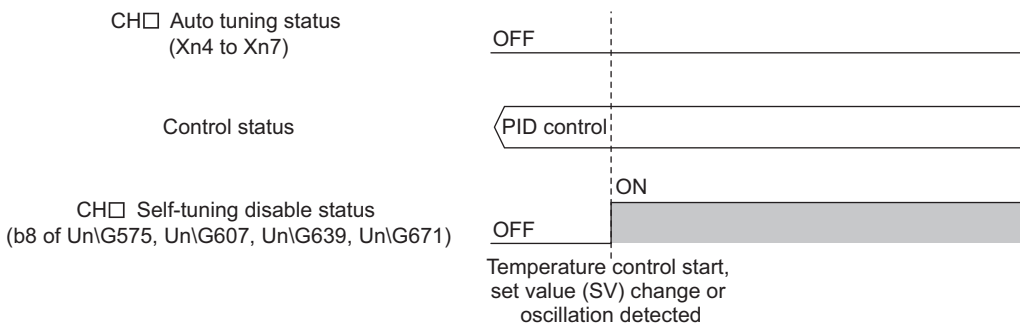 CH□ Auto tuning status
(Xn4 to Xn7)
OFF
Control status
PID control
ON
CH□ Self-tuning disable status
(b8 of Un\G575, Un\G607, Un\G639, Un\G671)
OFF
Temperature control start,
set value (SV) change or
oscillation detected